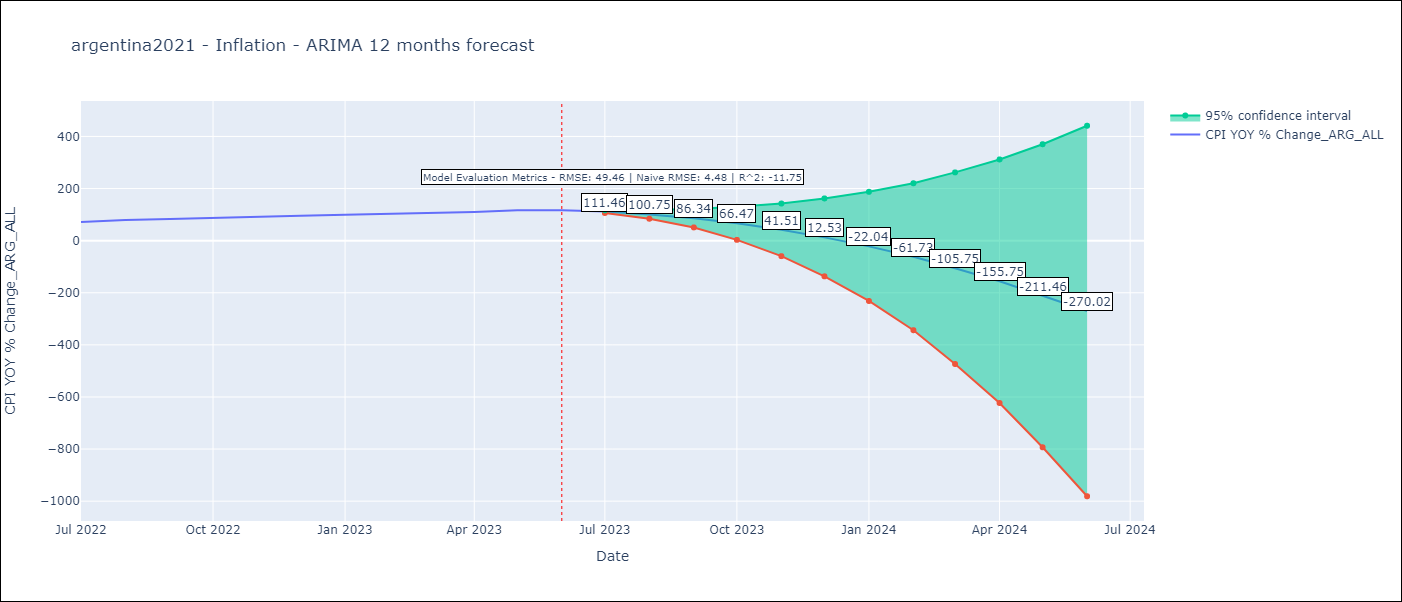 argentina2021 - Inflation - ARIMA 12 months forecast
95% confidence interval
CPI YOY % Change_ARG_ALL
CPI YOY % Change_ARG_ALL
400
200
0
−200
−400
−600
−800
−1000
Model Evaluation Metrics - RMSE: 49.46 | Naive RMSE: 4.48 | R^2: -11.75
111.46
100.75
86.34
66.47
41.51
12.53
-22.04
-61.73
-105.75
-155.75
-211.46
-270.02
Jul 2022
Oct 2022
Jan 2023
Apr 2023
Jul 2023
Oct 2023
Jan 2024
Apr 2024
Jul 2024
Date